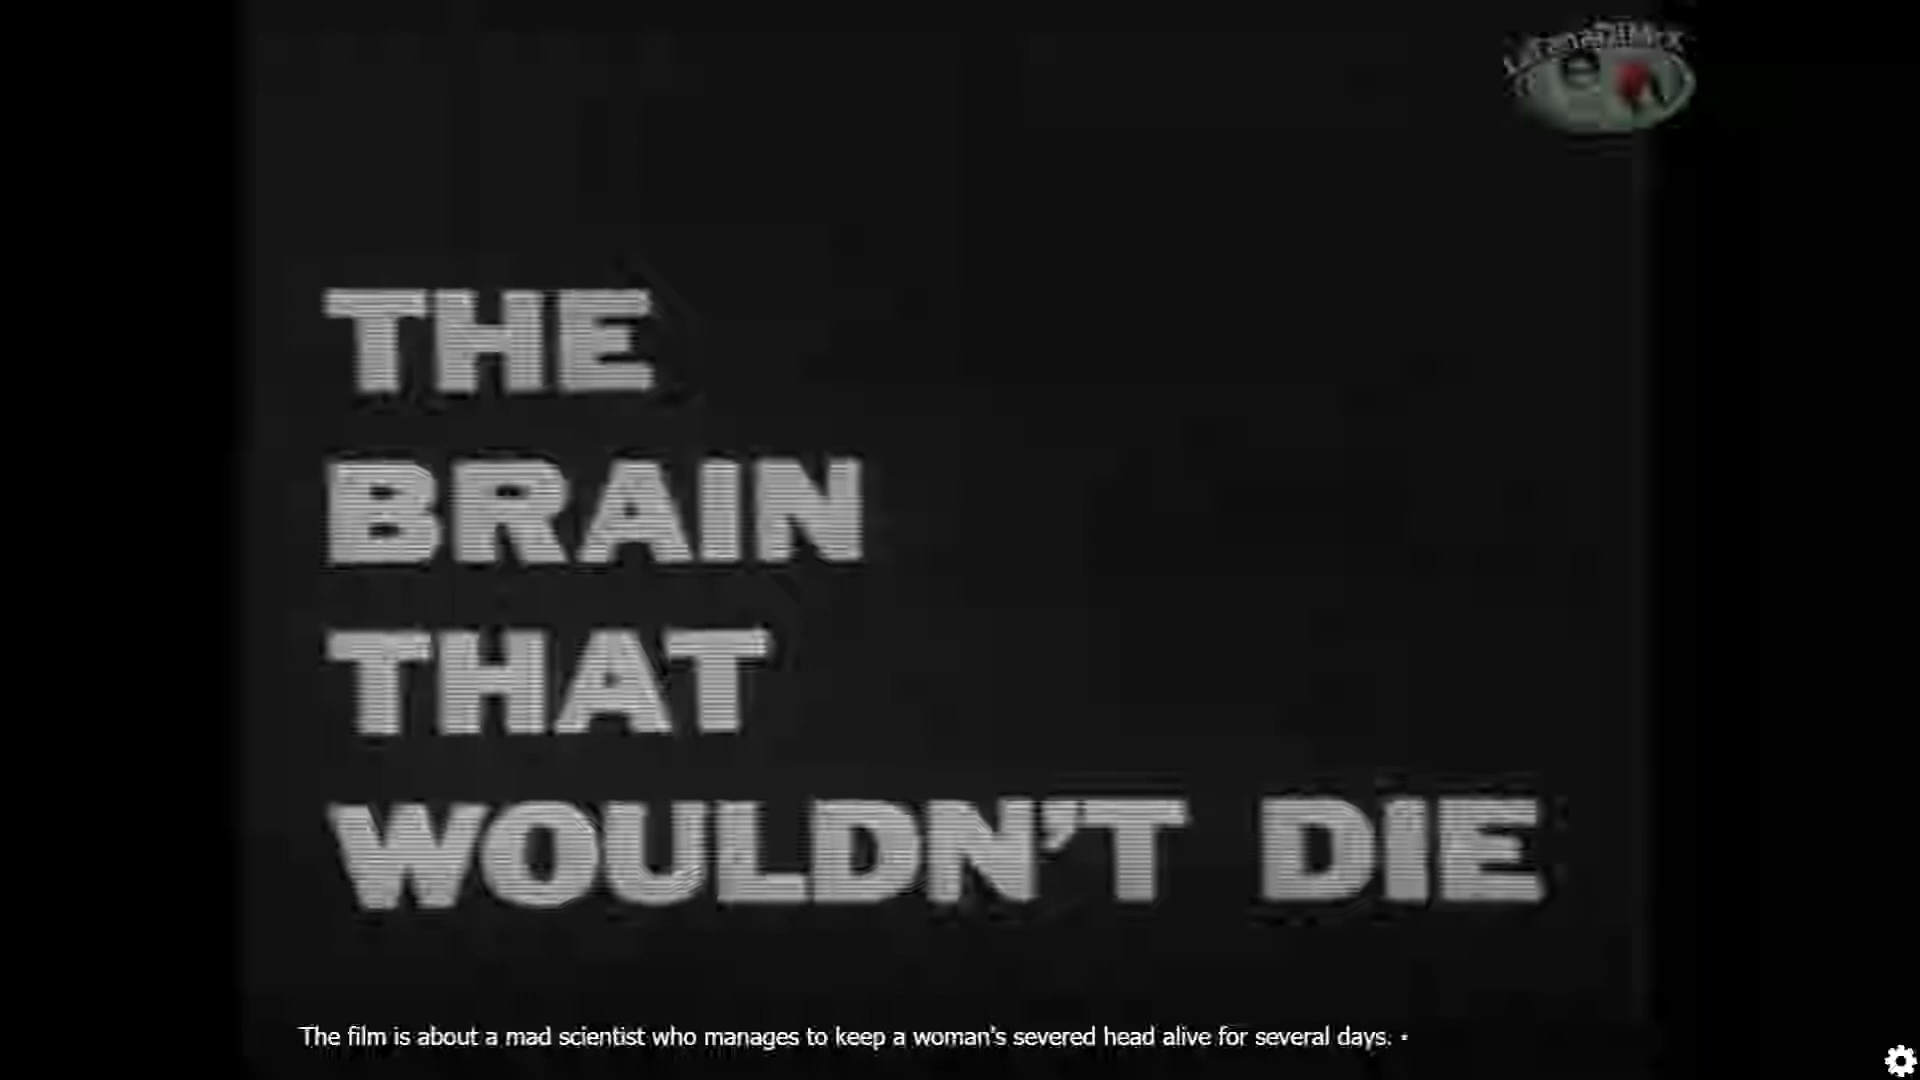 THE
BRAIN
THAT
WOULDN'T DIE
The film is about a mad scientist who manages to keep a woman's severed head alive for several days. •